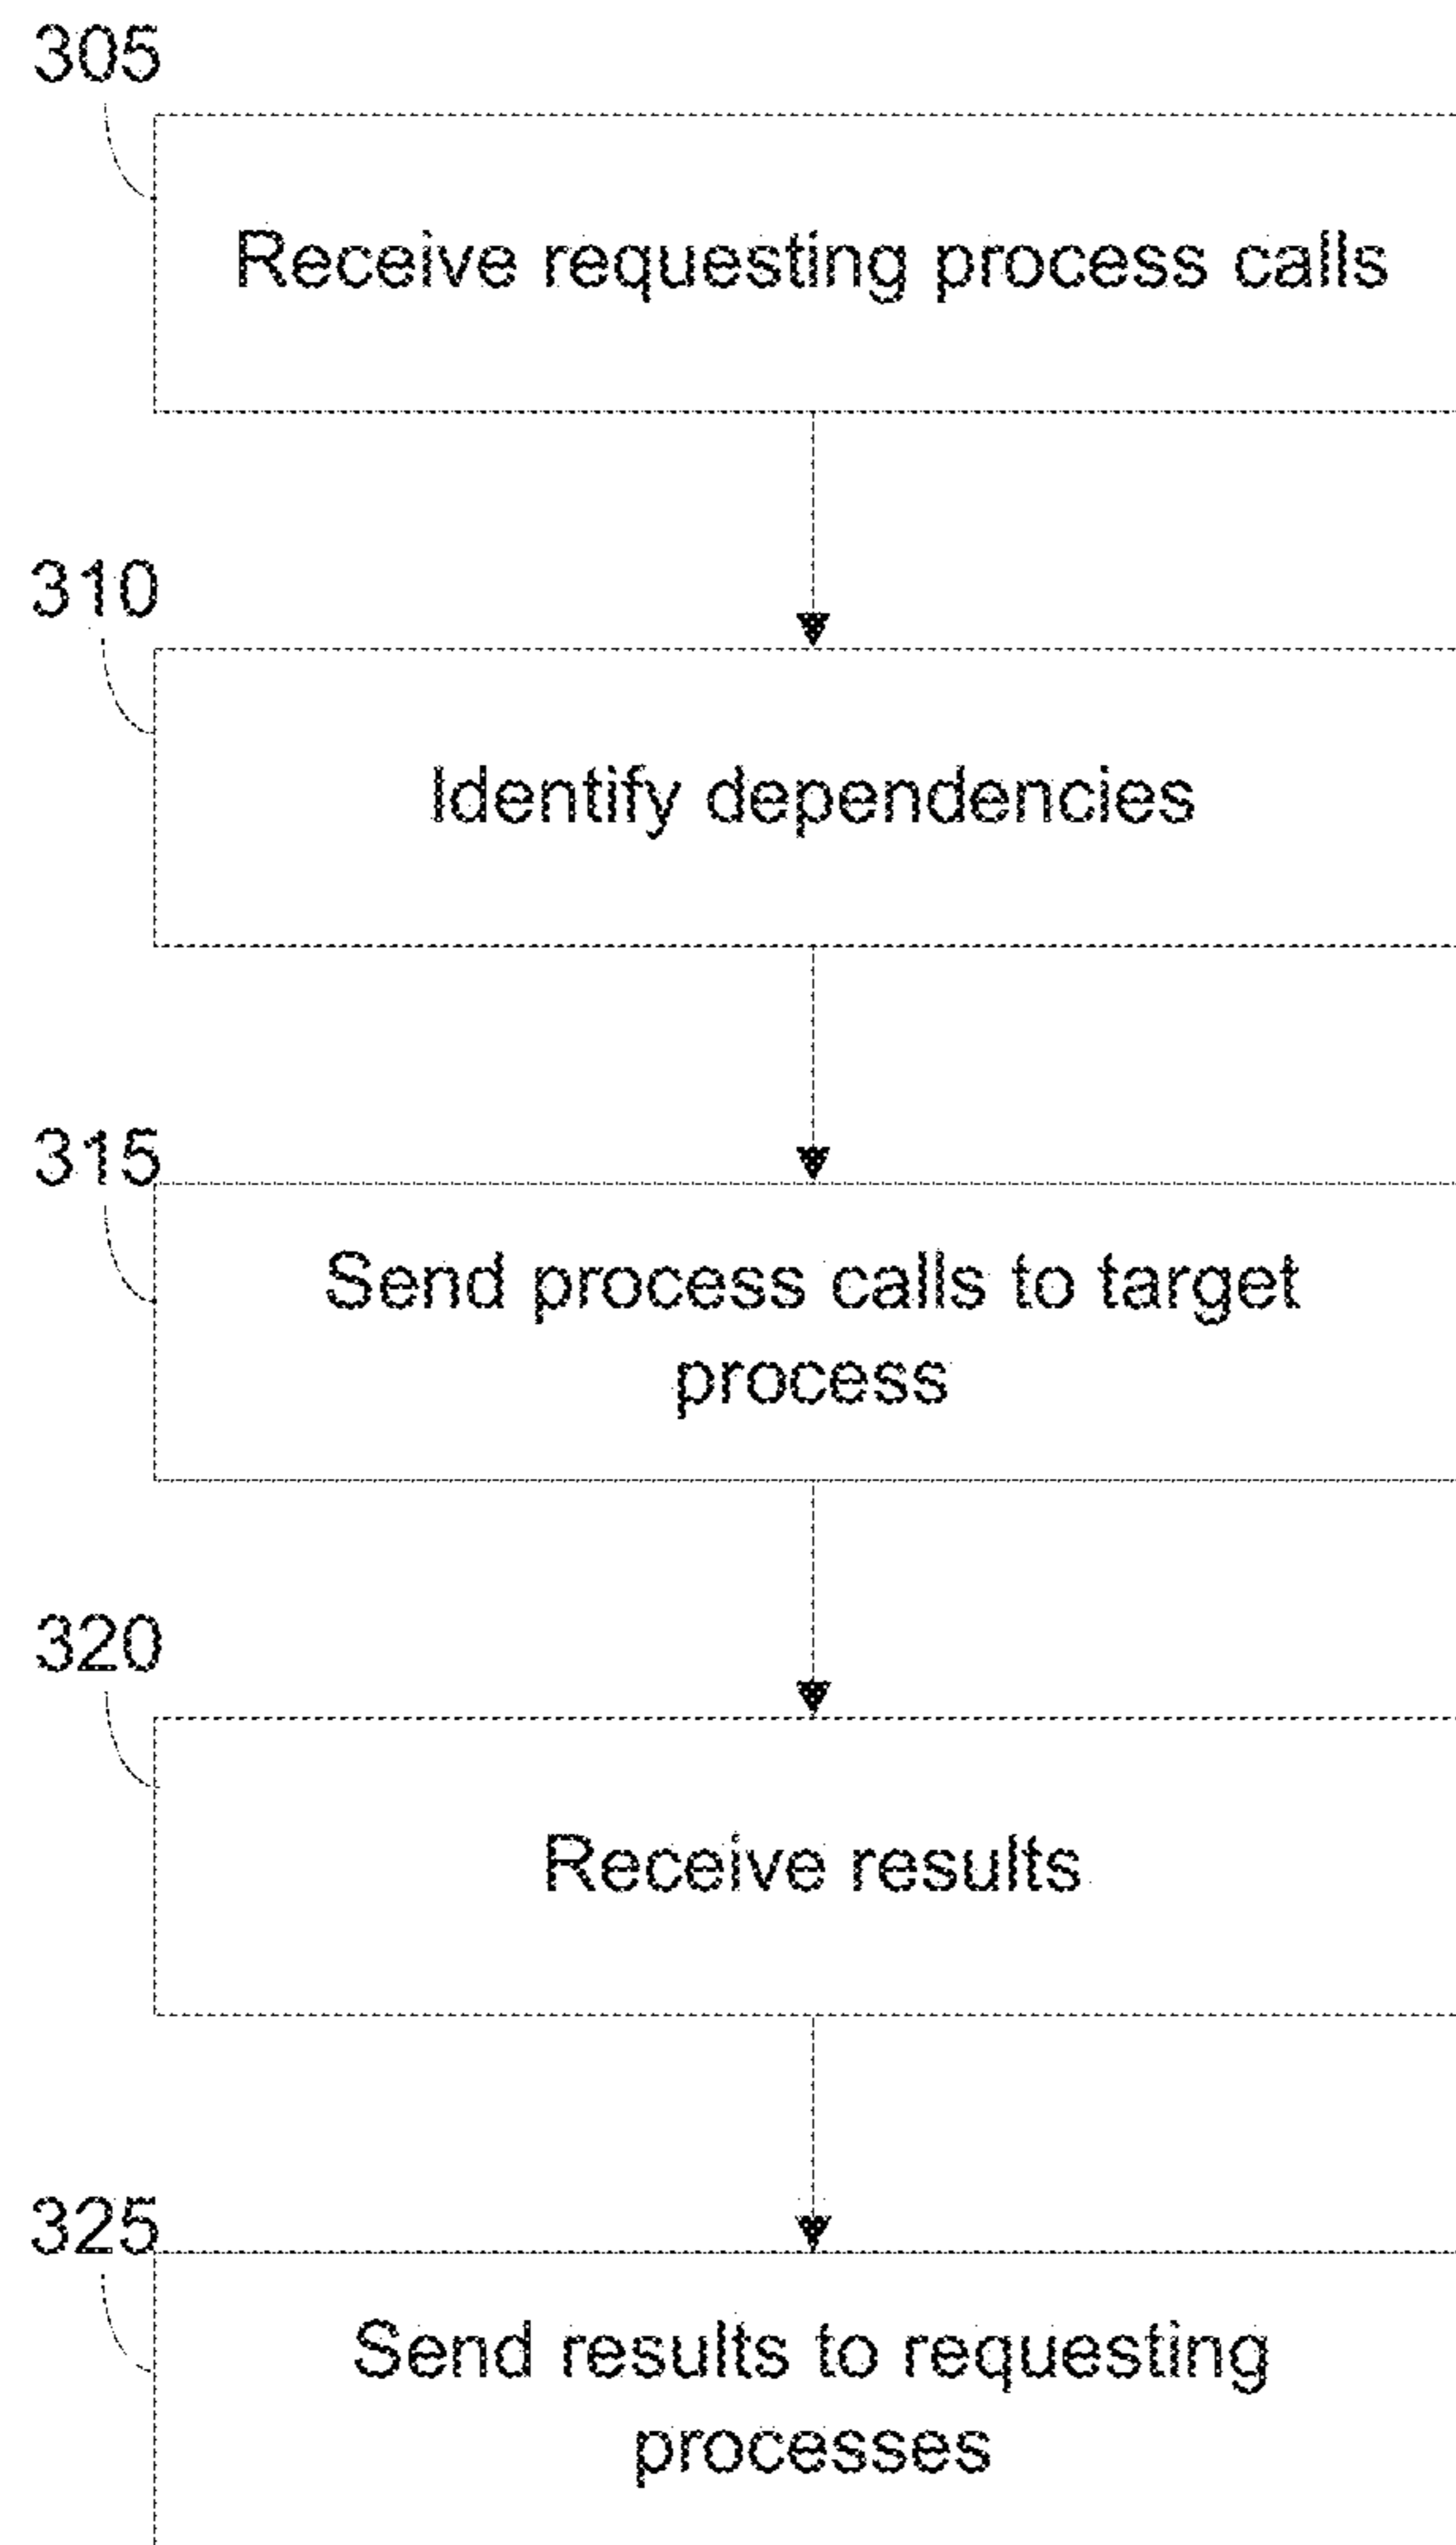 305
Receive requesting process calls
310
Identify dependencies
315
Send process calls to target
process
320
Receive results
325
Send results to requesting
processes